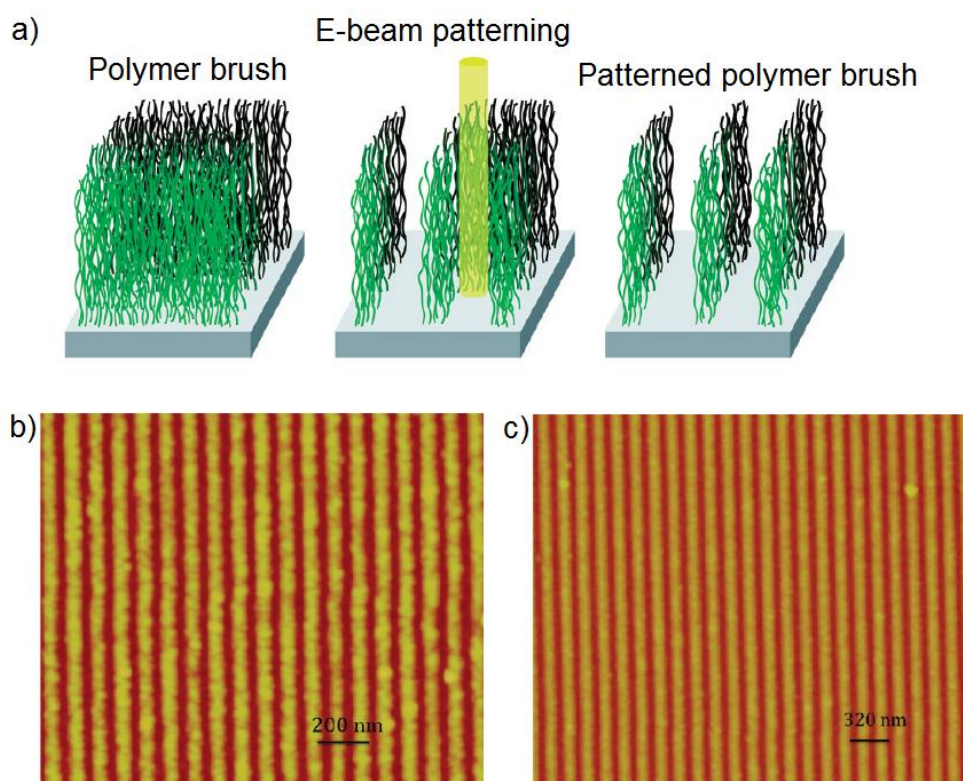 a)
E-beam patterning
Polymer brush
Patterned polymer brush
b)
c)
200 nm
320 nm